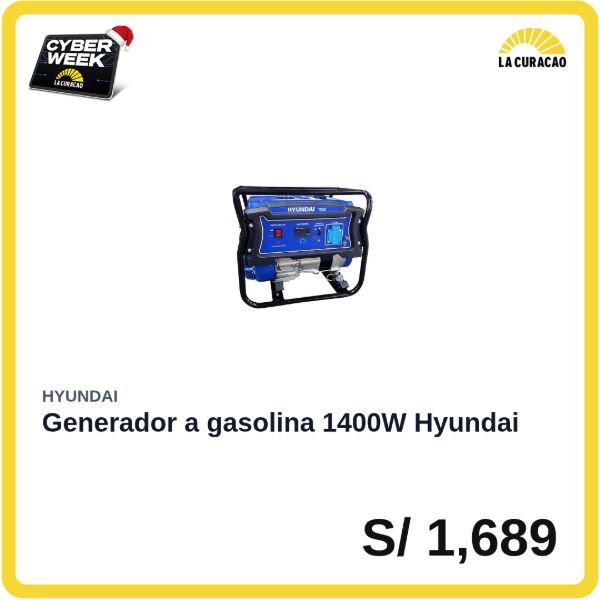 CYBER
WEEK
LA CURACAO
LA CURACAO
HYUNDAI
HYUNDAI
Generador a gasolina 1400W Hyundai
S/ 1,689